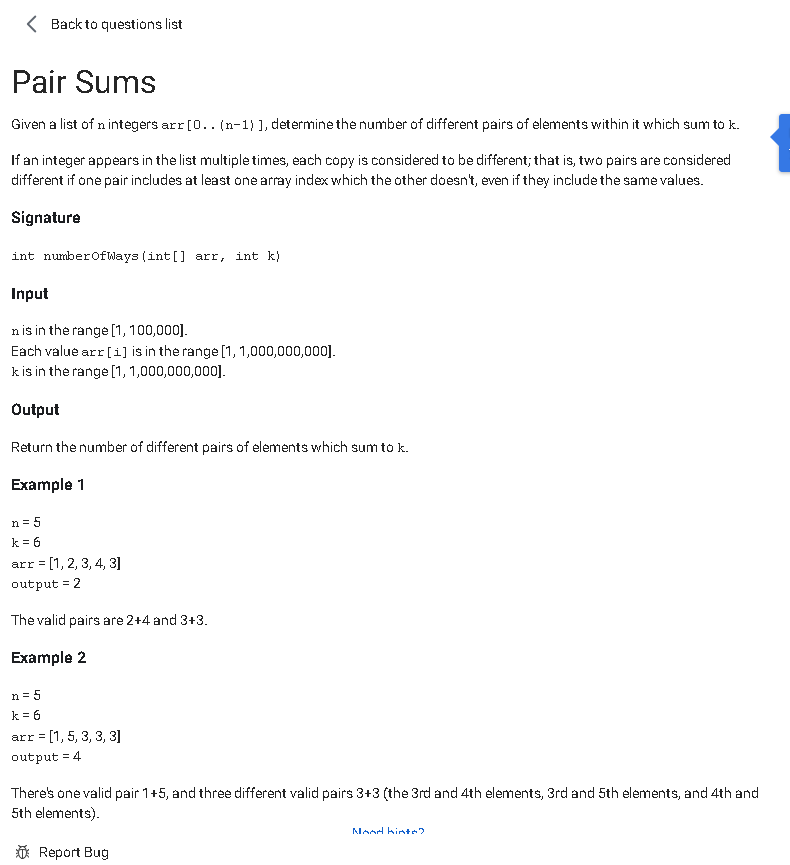 Back to questions list
Pair Sums
Given a list of n integers arr[0..(n-1)], determine the number of different pairs of elements within it which sum to k.
If an integer appears in the list multiple times, each copy is considered to be different; that is, two pairs are considered
different if one pair includes at least one array index which the other doesn't, even if they include the same values.
Signature
int numberOfWays(int[] arr, int k)
Input
n is in the range [1, 100,000].
Each value arr[i] is in the range [1, 1,000,000,000].
k is in the range [1, 1,000,000,000].
Output
Return the number of different pairs of elements which sum to k.
Example 1
n = 5
k = 6
arr = [1, 2, 3, 4, 3]
output = 2
The valid pairs are 2+4 and 3+3.
Example 2
n = 5
k = 6
arr = [1, 5, 3, 3, 3]
output = 4
There's one valid pair 1+5, and three different valid pairs 3+3 (the 3rd and 4th elements, 3rd and 5th elements, and 4th and
5th elements).
Need hints?
Report Bug